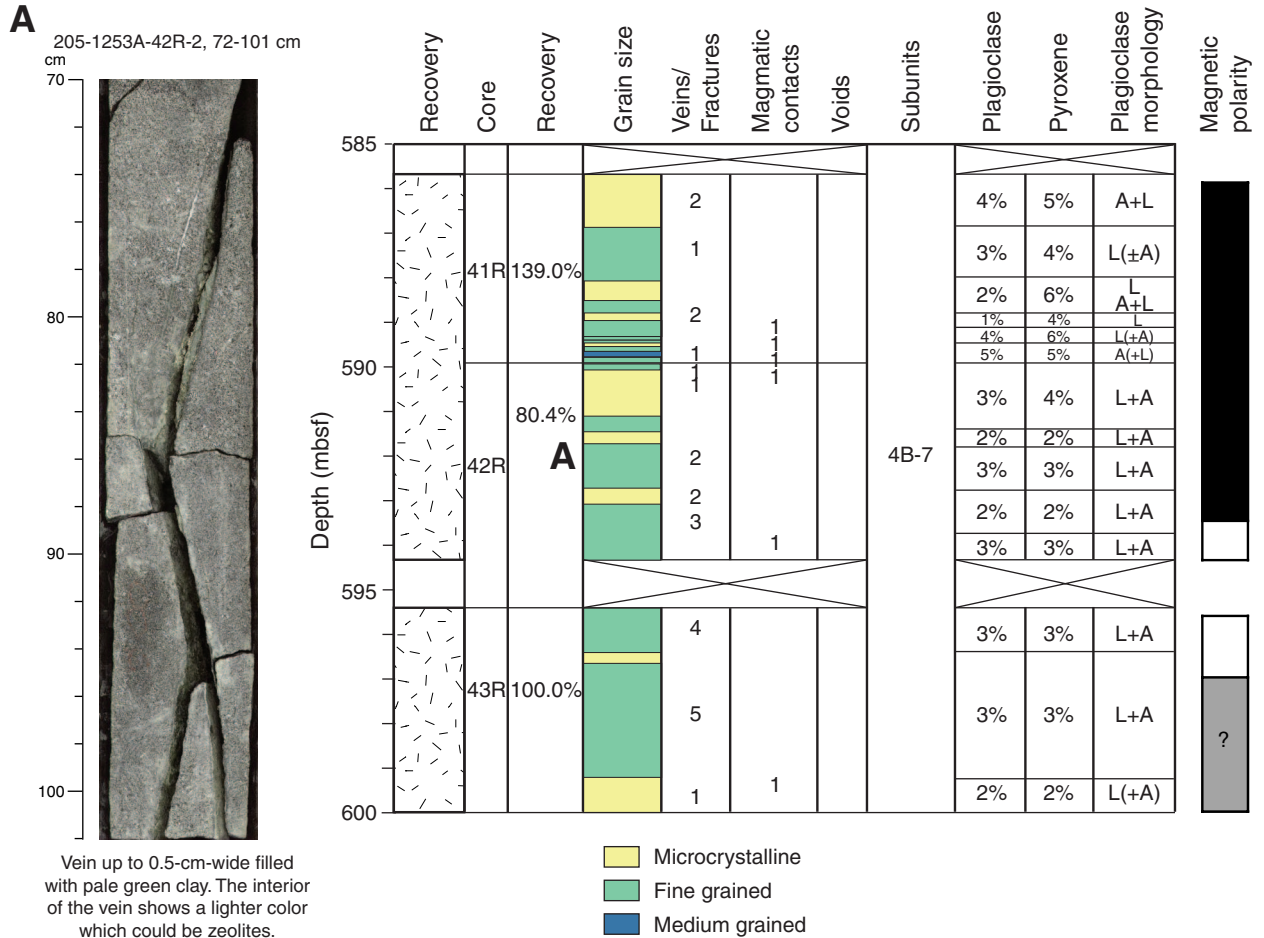 A
205-1253A-42R-2, 72-101 cm
cm
70
80
90
100
Vein up to 0.5-cm-wide filled
with pale green clay. The interior
of the vein shows a lighter color
which could be zeolites.
Recovery
Core
Recovery
Grain size
Veins/
Fractures
Magmatic
contacts
Voids
Subunits
Plagioclase
Pyroxene
Plagioclase
morphology
Magnetic
polarity
Depth (mbsf)
585
590
595
600
41R 139.0%
42R 80.4%
43R 100.0%
A
2
1
2
1
1
1
2
2
3
4
5
1
1
1
1
1
1
1
4B-7
4% 5% A+L
3% 4% L(±A)
2% 6% L
A+L
1% 4% L
4% 6% L(+A)
5% 5% A(+L)
3% 4% L+A
2% 2% L+A
3% 3% L+A
2% 2% L+A
3% 3% L+A
3% 3% L+A
3% 3% L+A
2% 2% L(+A)
?
Microcrystalline
Fine grained
Medium grained